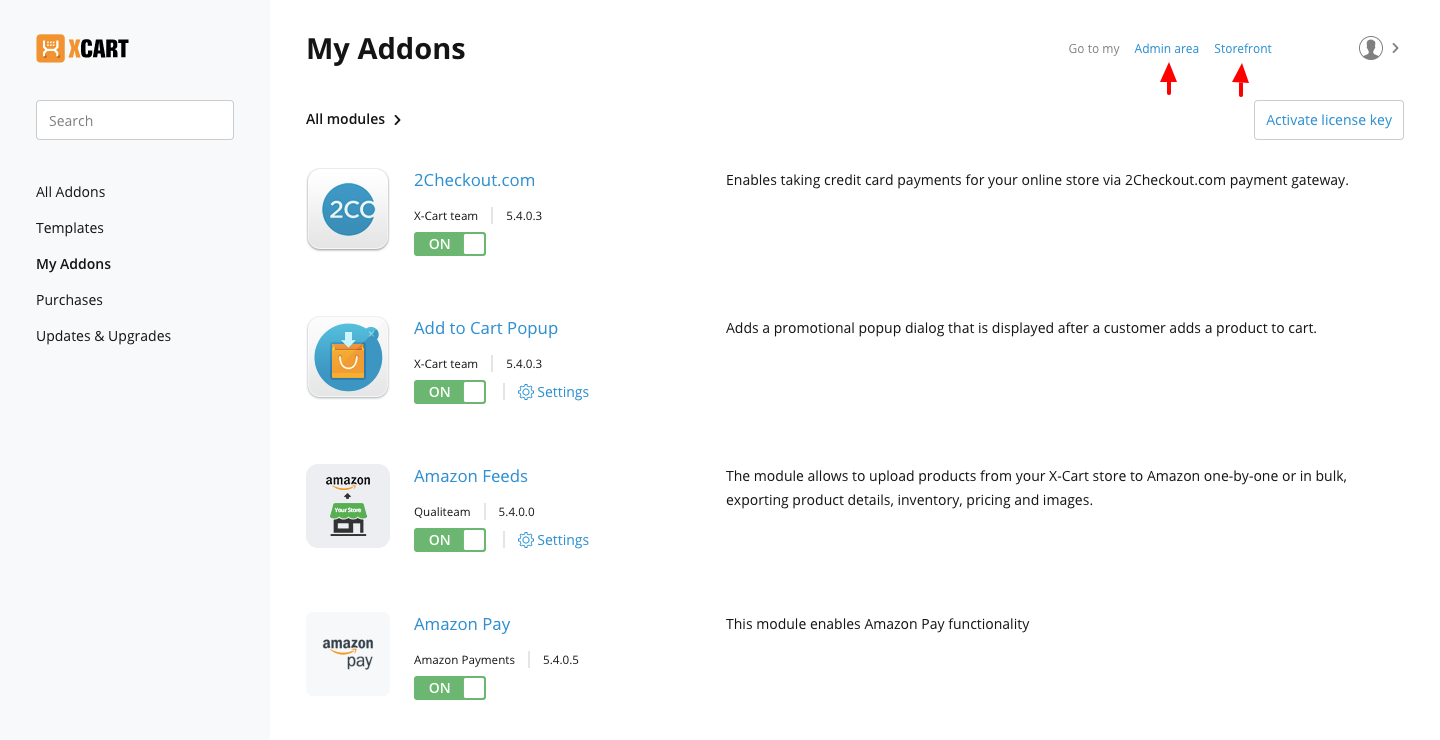 XCART
My Addons
Go to my Admin area Storefront
Search
All modules
Activate license key
All Addons
Templates
My Addons
Purchases
Updates & Upgrades
2CO
2Checkout.com
X-Cart team 5.4.0.3
ON
Enables taking credit card payments for your online store via 2Checkout.com payment gateway.
Add to Cart Popup
X-Cart team 5.4.0.3
ON Settings
Adds a promotional popup dialog that is displayed after a customer adds a product to cart.
amazon
Your Store
Amazon Feeds
Qualiteam 5.4.0.0
ON Settings
The module allows to upload products from your X-Cart store to Amazon one-by-one or in bulk,
exporting product details, inventory, pricing and images.
amazon
pay
Amazon Pay
Amazon Payments 5.4.0.5
ON
This module enables Amazon Pay functionality